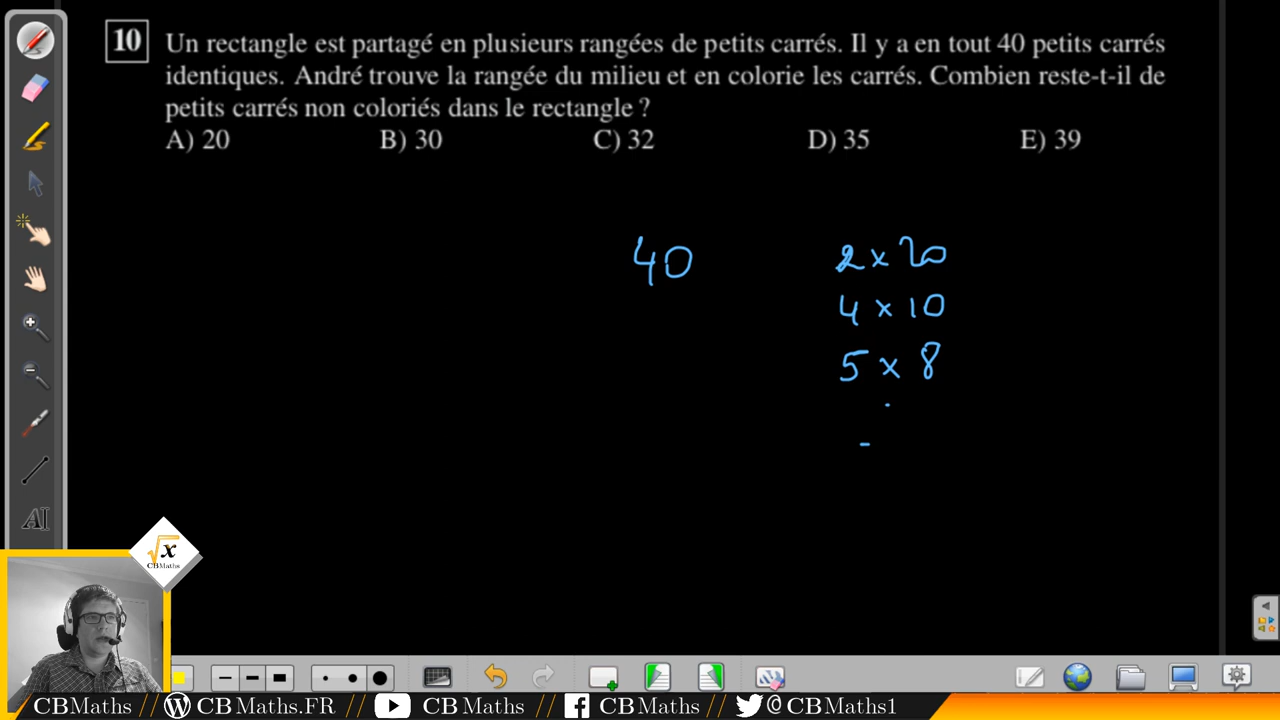 10 Un rectangle est partagé en plusieurs rangées de petits carrés. Il y a en tout 40 petits carrés
identiques. André trouve la rangée du milieu et en colorie les carrés. Combien reste-t-il de
petits carrés non coloriés dans le rectangle ?
A) 20 B) 30 C) 32 D) 35 E) 39
40 2 x 20
4 x 10
5 x 8
AI
√x
CBMaths
CBMaths CBMaths.FR CBMaths CBMaths @CBMaths1